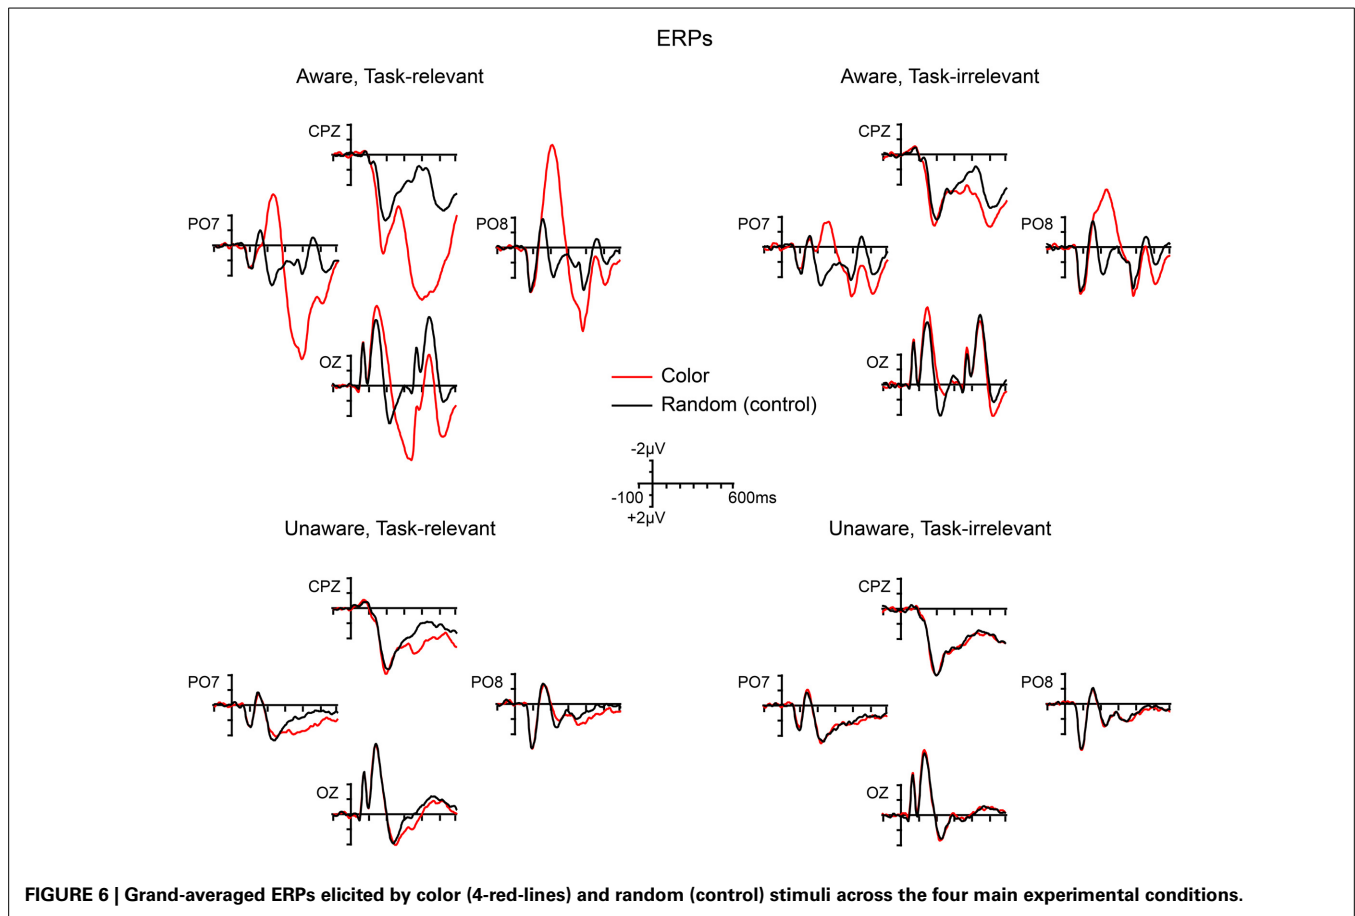 ERPs
Aware, Task-relevant
CPZ
PO7
PO8
OZ
Aware, Task-irrelevant
CPZ
PO7
PO8
OZ
Color
Random (control)
-2µV
-100
600ms
+2µV
Unaware, Task-relevant
CPZ
PO7
PO8
OZ
Unaware, Task-irrelevant
CPZ
PO7
PO8
OZ
FIGURE 6 | Grand-averaged ERPs elicited by color (4-red-lines) and random (control) stimuli across the four main experimental conditions.